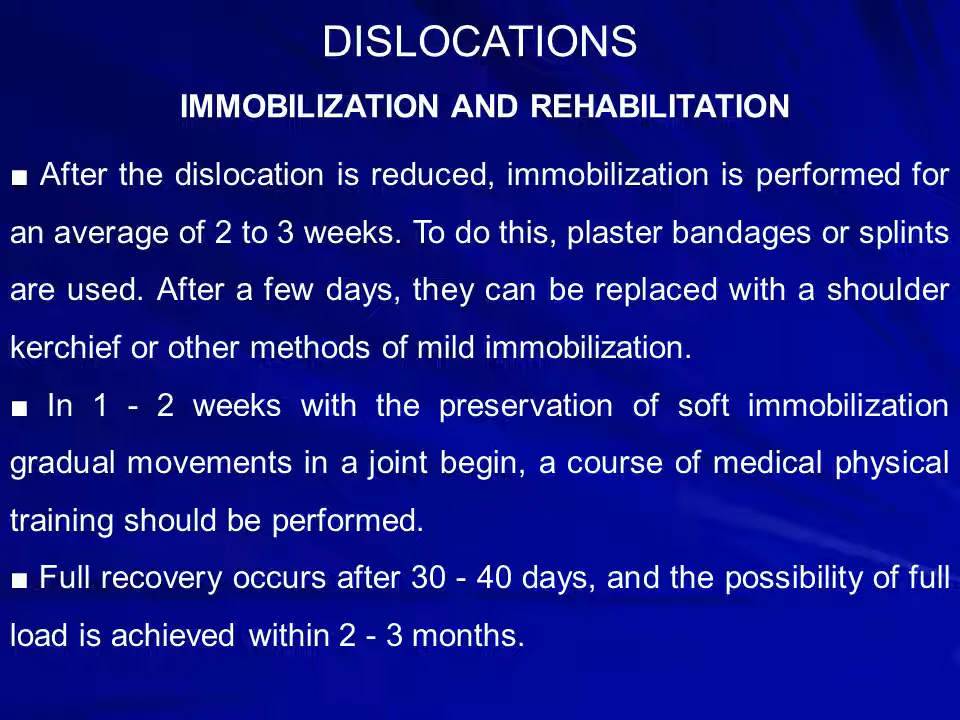 DISLOCATIONS
IMMOBILIZATION AND REHABILITATION
■ After the dislocation is reduced, immobilization is performed for
an average of 2 to 3 weeks. To do this, plaster bandages or splints
are used. After a few days, they can be replaced with a shoulder
kerchief or other methods of mild immobilization.
■ In 1 - 2 weeks with the preservation of soft immobilization
gradual movements in a joint begin, a course of medical physical
training should be performed.
■ Full recovery occurs after 30 - 40 days, and the possibility of full
load is achieved within 2 - 3 months.